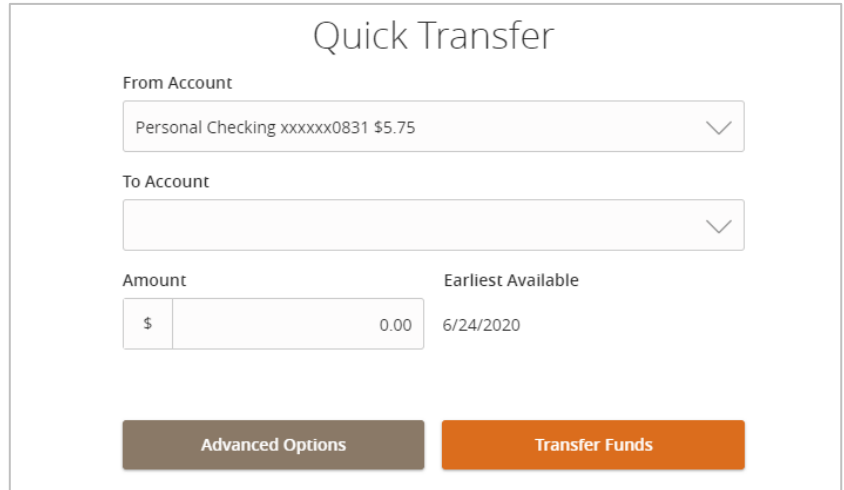 Quick Transfer
From Account
Personal Checking xxxxxx0831 $5.75
To Account
Amount
Earliest Available
$ 0.00
6/24/2020
Advanced Options
Transfer Funds